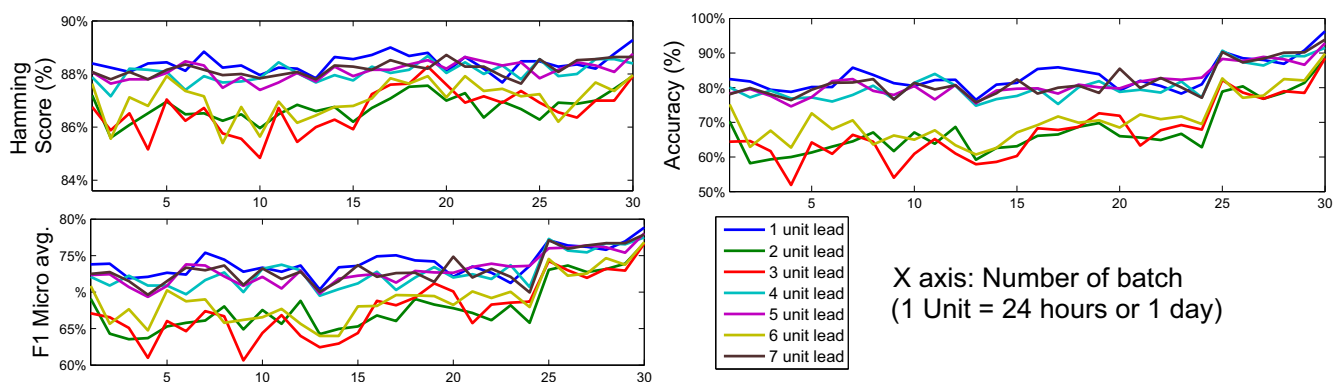 90%
88%
86%
84%
Hamming
Score (%)
5
10
15
20
25
30
100%
90%
80%
70%
60%
50%
Accuracy (%)
5
10
15
20
25
30
80%
75%
%
65%
60%
F1 Micro avg.
5
10
15
20
25
30
1 unit lead
2 unit lead
3 unit lead
4 unit lead
5 unit lead
6 unit lead
7 unit lead
X axis: Number of batch
(1 Unit = 24 hours or 1 day)